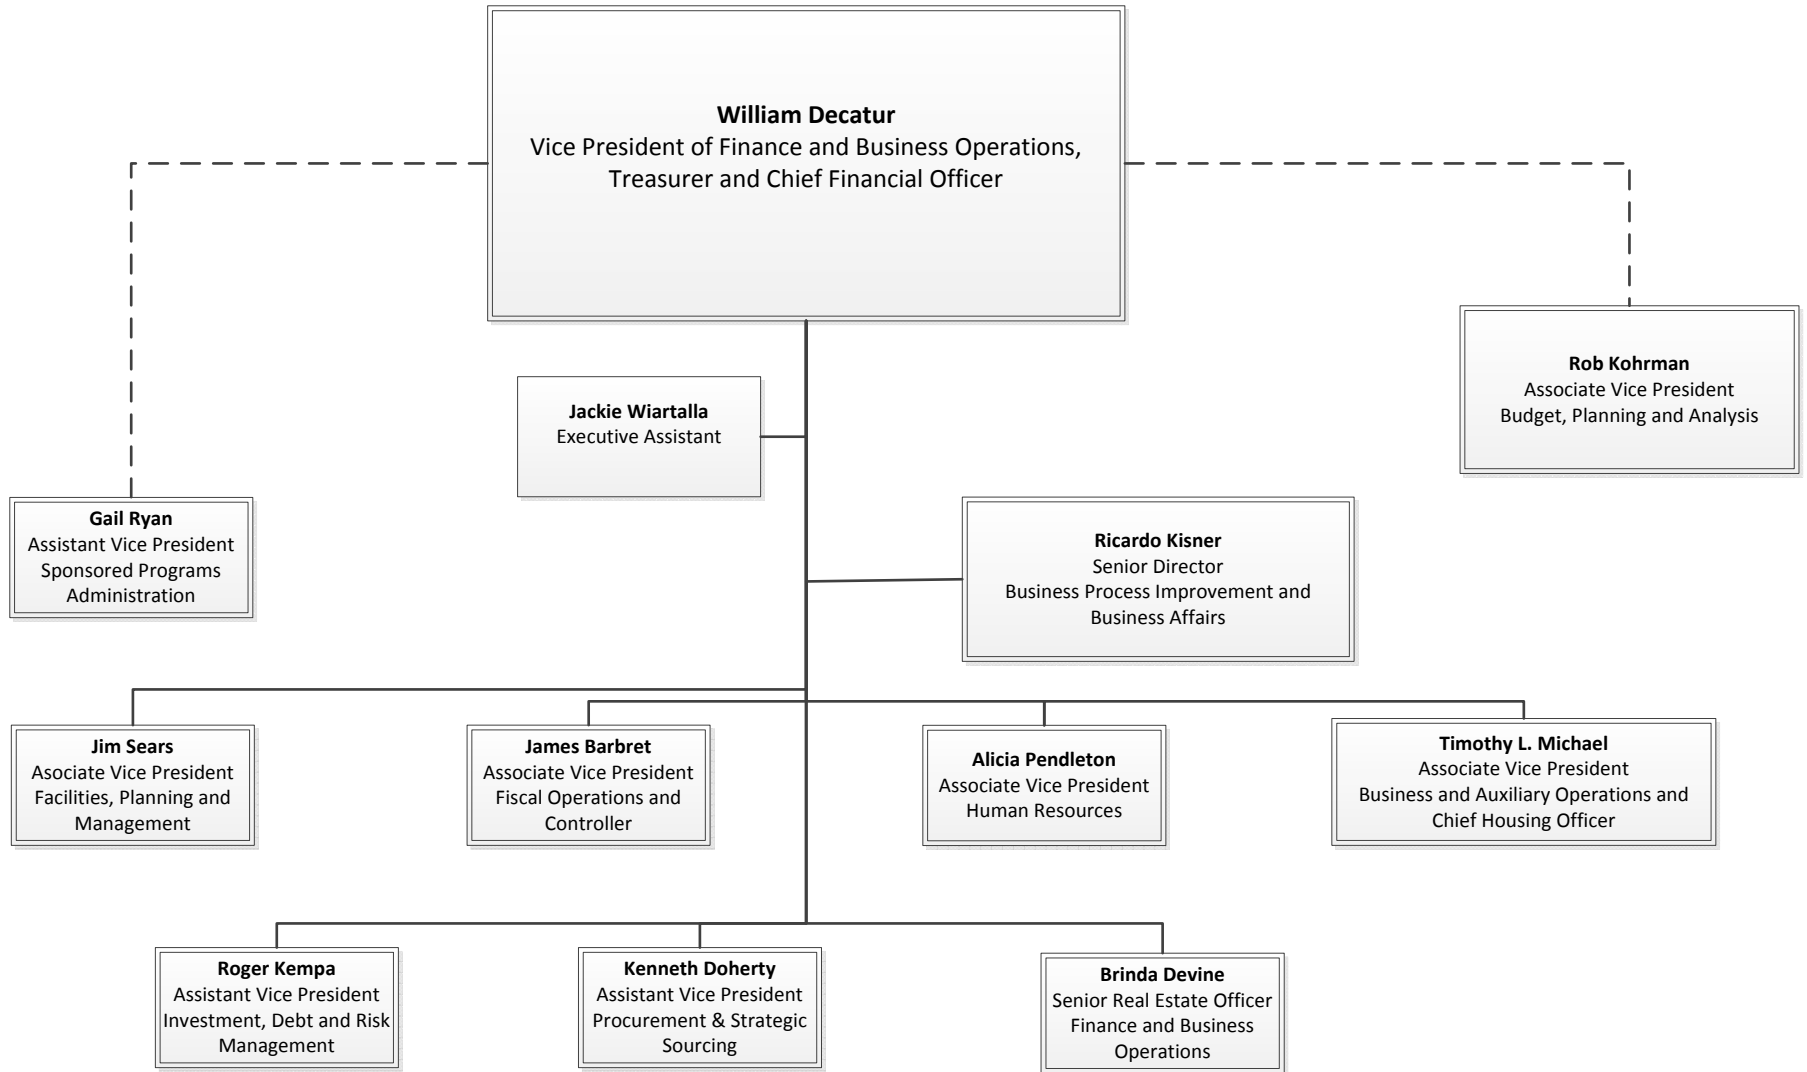 William Decatur
Vice President of Finance and Business Operations,
Treasurer and Chief Financial Officer
Jackie Wiartalla
Executive Assistant
Rob Kohrman
Associate Vice President
Budget, Planning and Analysis
Gail Ryan
Assistant Vice President
Sponsored Programs
Administration
Ricardo Kisner
Senior Director
Business Process Improvement and
Business Affairs
Jim Sears
Asociate Vice President
Facilities, Planning and
Management
James Barbret
Associate Vice President
Fiscal Operations and
Controller
Alicia Pendleton
Associate Vice President
Human Resources
Timothy L. Michael
Associate Vice President
Business and Auxiliary Operations and
Chief Housing Officer
Roger Kempa
Assistant Vice President
Investment, Debt and Risk
Management
Kenneth Doherty
Assistant Vice President
Procurement & Strategic
Sourcing
Brinda Devine
Senior Real Estate Officer
Finance and Business
Operations